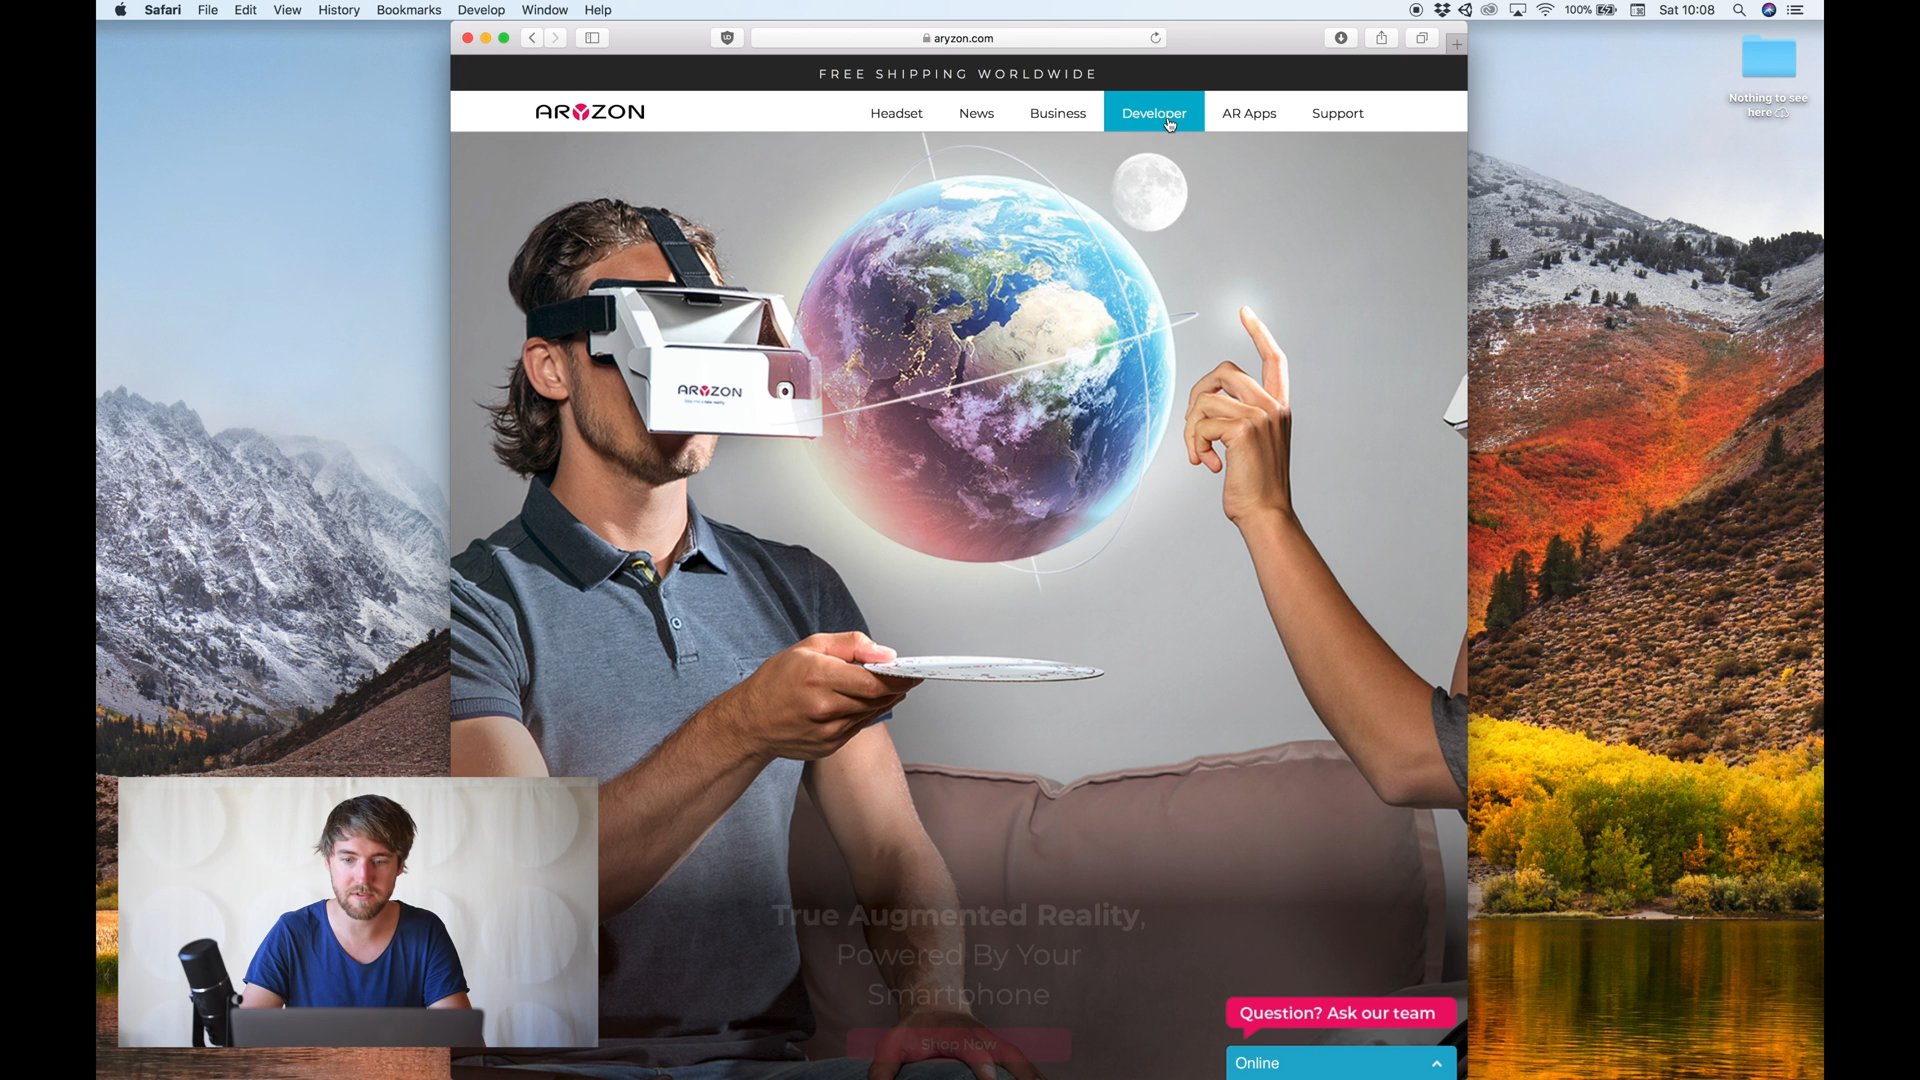 Safari File Edit View History Bookmarks Develop Window Help
100% Sat 10:08
aryzon.com
Nothing to see
here
FREE SHIPPING WORLDWIDE
ARYZON
Headset News Business Developer AR Apps Support
ARYZON
True Augmented Reality,
Powered By Your
Smartphone
Shop Now
Question? Ask our team
Online